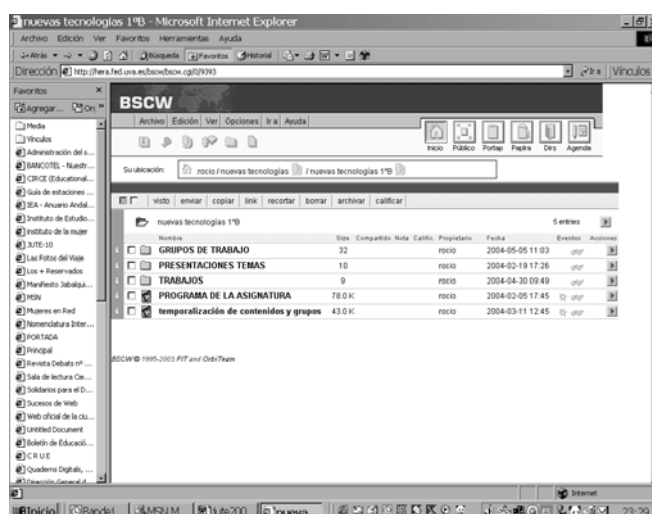 nuevas tecnologías 1ºB - Microsoft Internet Explorer
Archivo Edición Ver Favoritos Herramientas Ayuda
Atrás Búsqueda Favoritos Historial
Dirección http://hera.fed.uva.es/bscw/bscw.cgi/0/9393 Ir a Vínculos
Favoritos
Agregar...
Media
Vínculos
Administración del s...
BANCOTEL - Nuestr...
CIRCE (Educational...
Guía de estaciones ...
IEA - Anuario Andal...
Instituto de Estudio...
instituto de la mujer
JUTE-10
Las Fotos del Viaje
Los + Reservados
Manifiesto Jabalqui...
MSN
Mujeres en Red
Nomenclatura Inter...
PORTADA
Principal
Revista Debats nº ...
Sala de lectura Cie...
Solidarios para el D...
Sucesos de Web
Web oficial de la ciu...
Untitled Document
Boletín de Educació...
C R U E
Quaderns Digitals, ...
Dirección General d...
BSCW
Archivo Edición Ver Opciones Ir a Ayuda
Inicio Público Portap Papira Dirs Agenda
Su ubicación: rocio / nuevas tecnologías / nuevas tecnologías 1ºB
visto enviar copiar link recortar borrar archivar calificar
nuevas tecnologías 1ºB 5 entries
Nombre Size Compartido Nota Calific. Propietario Fecha Eventos Acciones
GRUPOS DE TRABAJO 32 rocio 2004-05-05 11:03
PRESENTACIONES TEMAS 10 rocio 2004-02-19 17:26
TRABAJOS 9 rocio 2004-04-30 09:49
PROGRAMA DE LA ASIGNATURA 78.0 K rocio 2004-02-05 17:45
temporalización de contenidos y grupos 43.0 K rocio 2004-03-11 12:45
BSCW © 1995-2003 FIT and OrbiTeam
Internet
Inicio 23:29